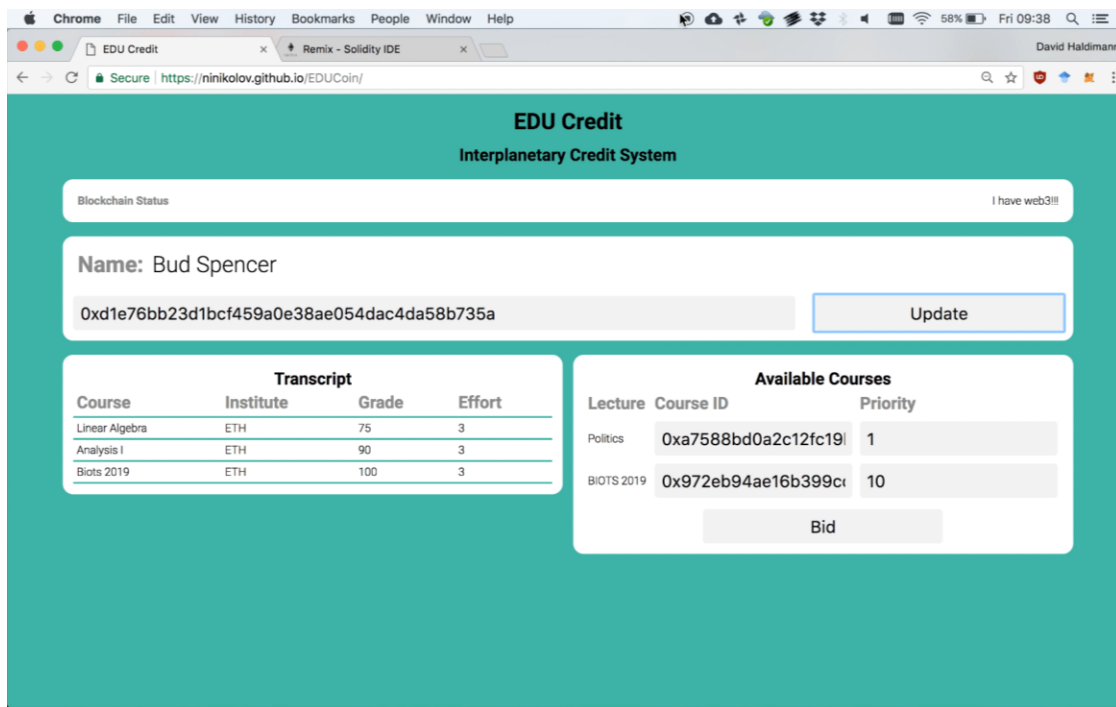 Chrome File Edit View History Bookmarks People Window Help 58% Fri 09:38
EDU Credit Remix - Solidity IDE David Haldimann
Secure https://ninikolov.github.io/EDUCoin/
EDU Credit
Interplanetary Credit System
Blockchain Status I have web3!!!
Name: Bud Spencer
0xd1e76bb23d1bcf459a0e38ae054dac4da58b735a Update
Transcript
Course Institute Grade Effort
Linear Algebra ETH 75 3
Analysis I ETH 90 3
Biots 2019 ETH 100 3
Available Courses
Lecture Course ID Priority
Politics 0xa7588bd0a2c12fc19 1
BIOTS 2019 0x972eb94ae16b399c 10
Bid